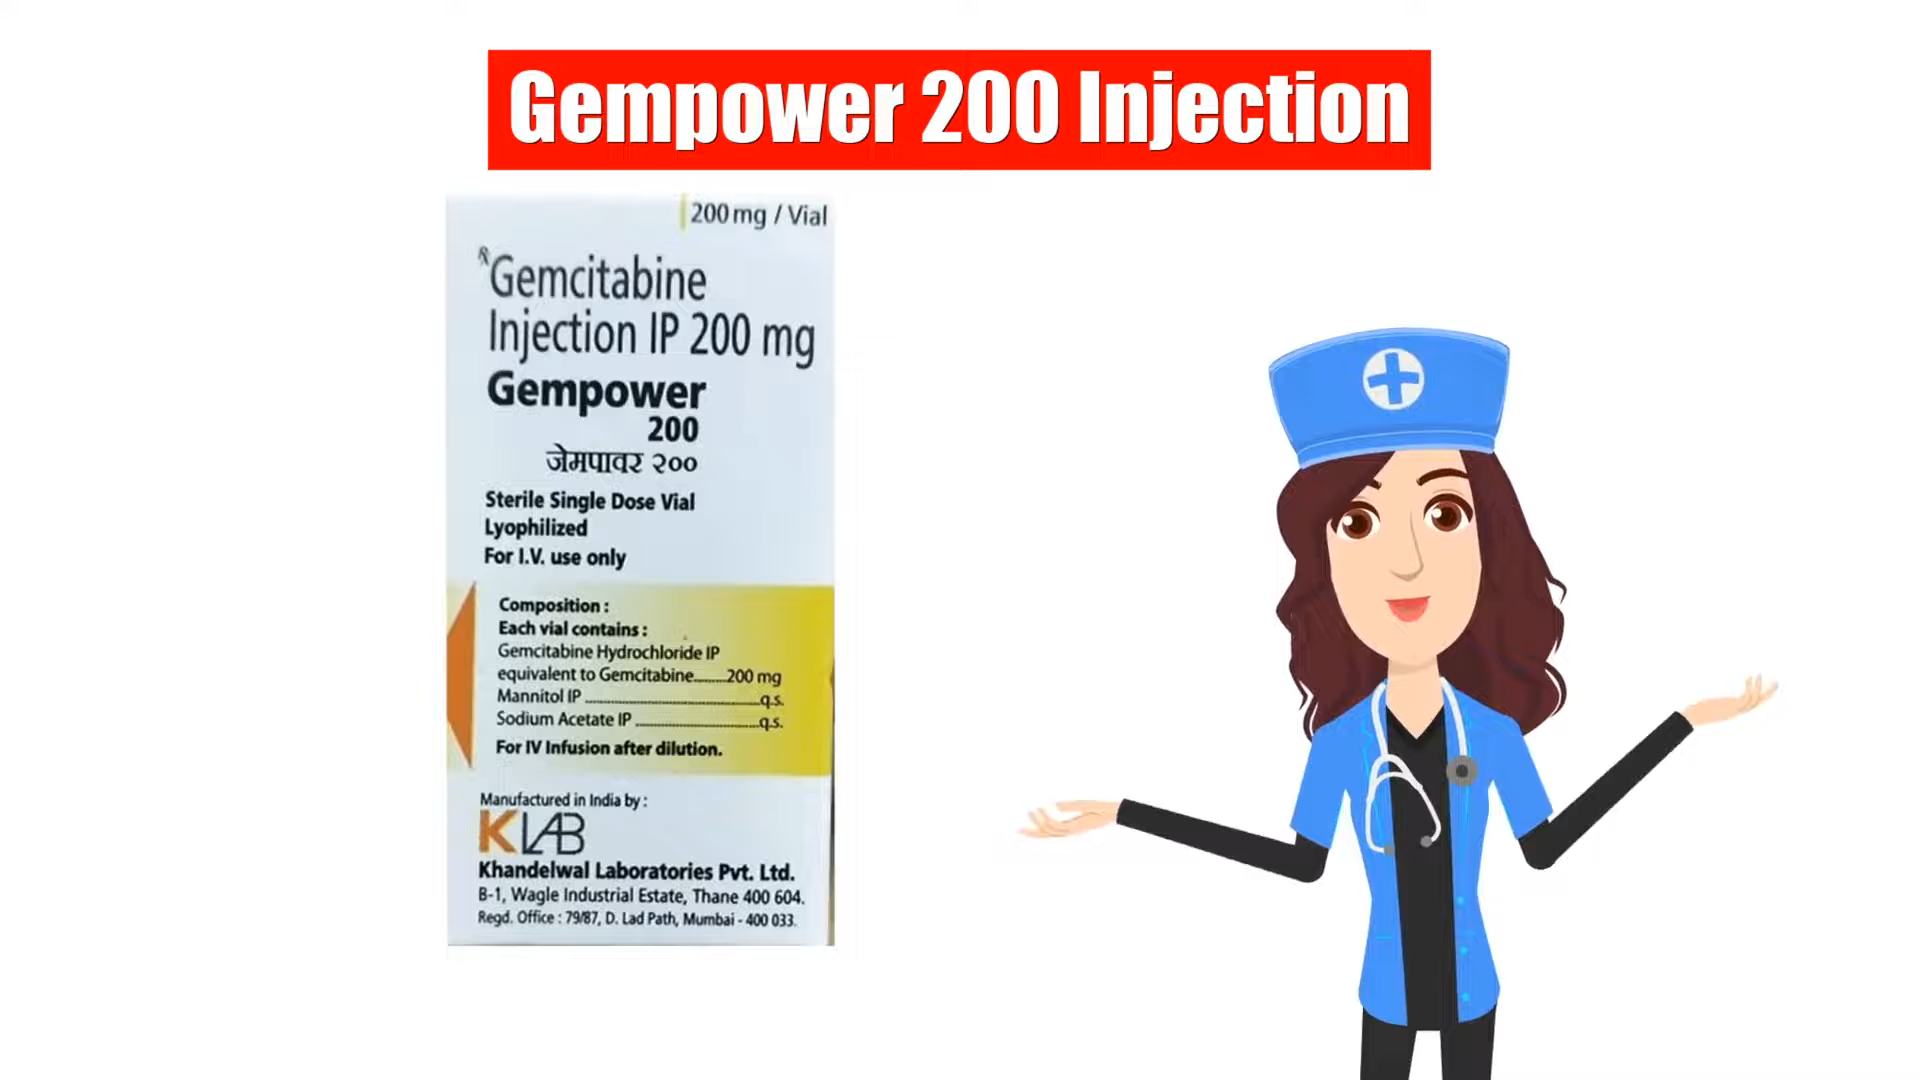 Gempower 200 Injection
200 mg / Vial
Gemcitabine
Injection IP 200 mg
Gempower
200
जेमपावर २००
Sterile Single Dose Vial
Lyophilized
For I.V. use only
Composition :
Each vial contains :
Gemcitabine Hydrochloride IP
equivalent to Gemcitabine.........200 mg
Mannitol IP ..................................................q.s.
Sodium Acetate IP ...................................q.s.
For IV Infusion after dilution.
Manufactured in India by :
KLAB
Khandelwal Laboratories Pvt. Ltd.
B-1, Wagle Industrial Estate, Thane 400 604.
Regd. Office : 79/87, D. Lad Path, Mumbai - 400 033.